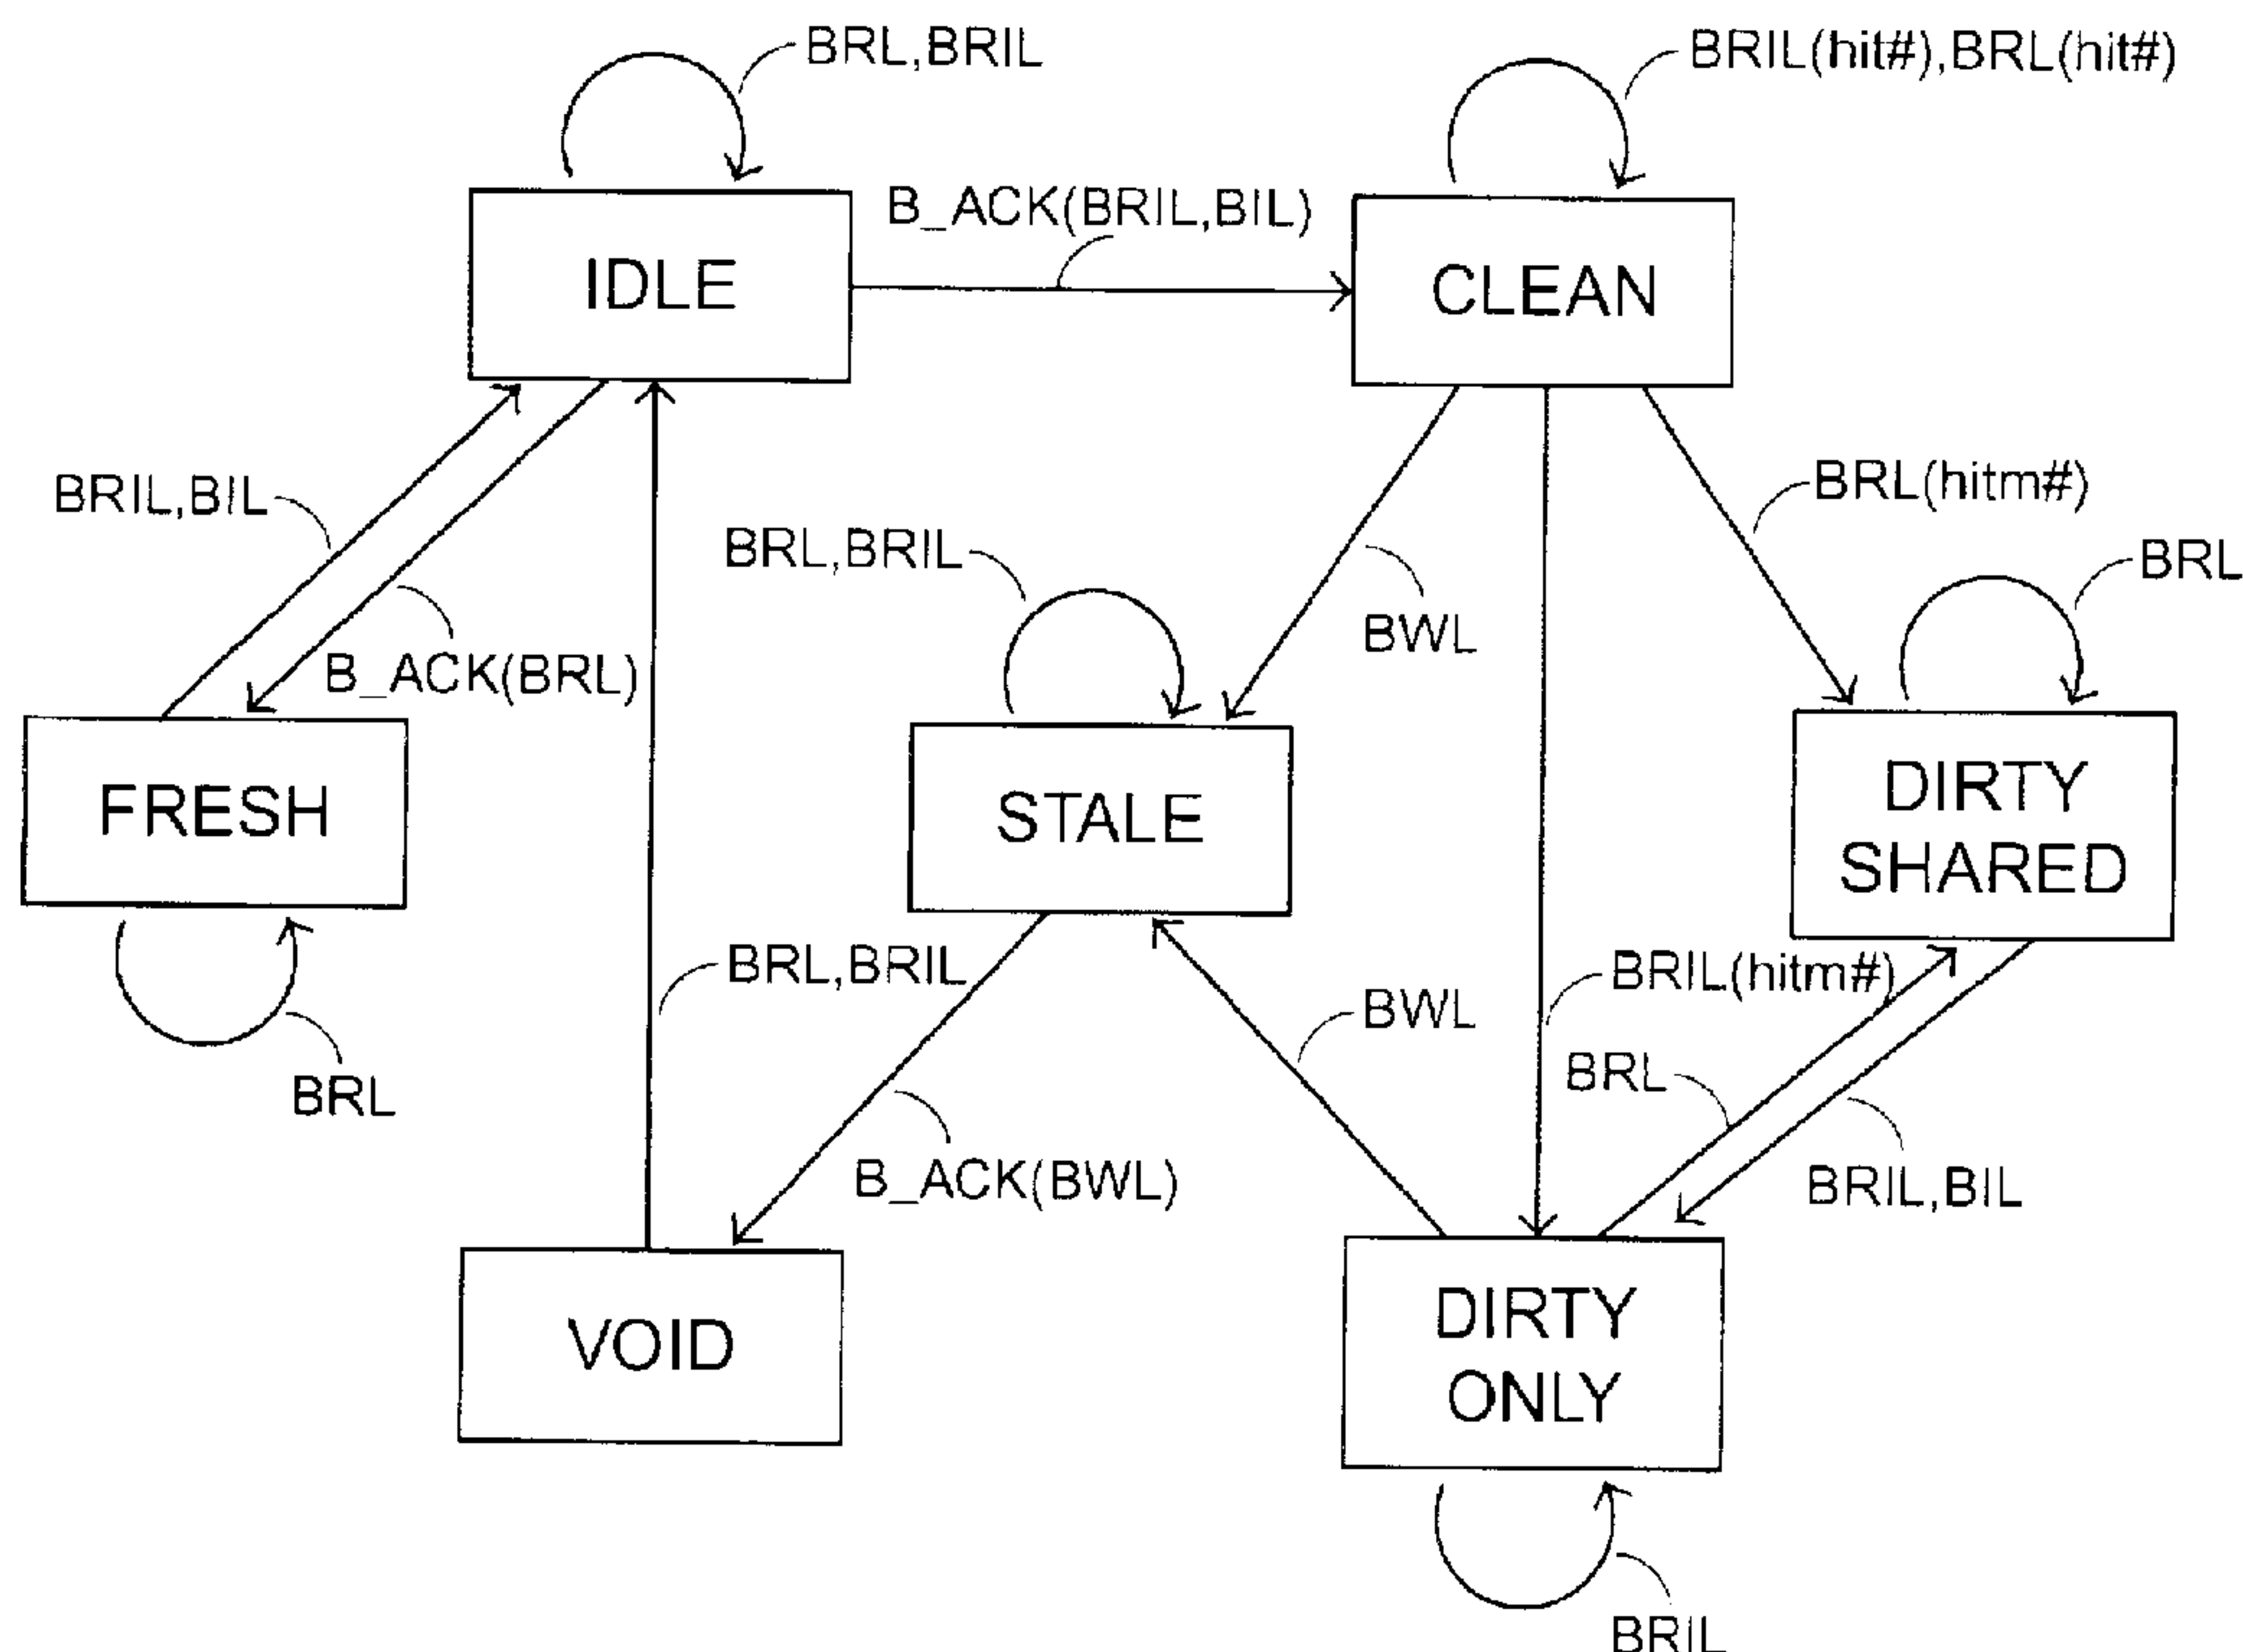 BRL,BRIL
BRIL(hit#),BRL(hit#)
B_ACK(BRIL,BIL)
IDLE
CLEAN
BRIL,BIL
BRL(hitm#)
BRL,BRIL
BRL
BWL
B_ACK(BRL)
FRESH
STALE
DIRTY
SHARED
BRL,BRIL
BRIL(hitm#)
BWL
BRL
BRL
B_ACK(BWL)
BRIL,BIL
VOID
DIRTY
ONLY
BRIL